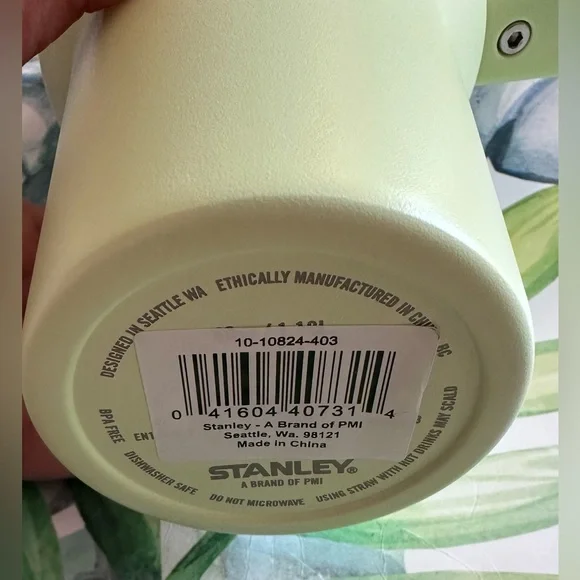 DESIGNED IN SEATTLE WA ETHICALLY MANUFACTURED IN
1.18L
10-10824-403
0 41604 40731 4
Stanley - A Brand of PMI
Seattle, Wa. 98121
Made in China
BPA FREE
DISHWASHER SAFE
DO NOT MICROWAVE
USING STRAW WITH HOT DRINKS MAY SCALD
STANLEY®
A BRAND OF PMI